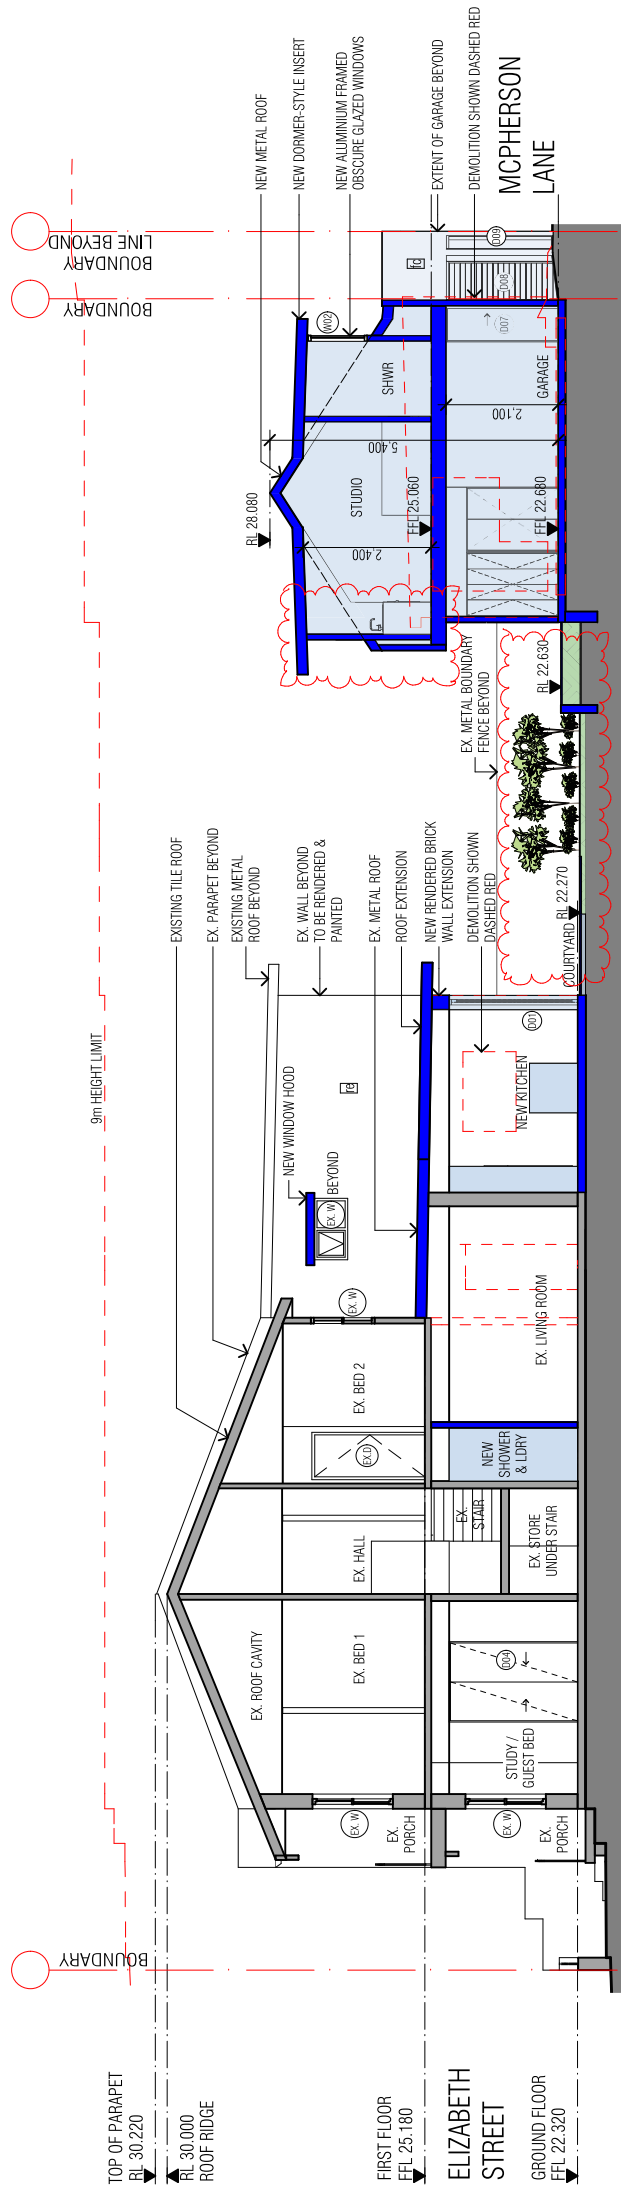 TOP OF PARAPET
RL 30.220
RL 30.000
ROOF RIDGE
FIRST FLOOR
FFL 25.180
ELIZABETH
STREET
GROUND FLOOR
FFL 22.320
BOUNDARY
9m HEIGHT LIMIT
EX. ROOF CAVITY
EX. BED 1
EX. HALL
EX. BED 2
EX.D
EX. W
EX. W
EX. PORCH
EX. W
EX. PORCH
STUDY /
GUEST BED
D04
EX. STAIR
EX. STORE
UNDER STAIR
NEW
SHOWER
& LDRY
EX. LIVING ROOM
NEW KITCHEN
D01
EXISTING TILE ROOF
EX. PARAPET BEYOND
EXISTING METAL
ROOF BEYOND
NEW WINDOW HOOD
EX. W
BEYOND
re
EX. WALL BEYOND
TO BE RENDERED &
PAINTED
EX. METAL ROOF
ROOF EXTENSION
NEW RENDERED BRICK
WALL EXTENSION
DEMOLITION SHOWN
DASHED RED
COURTYARD
RL 22.270
EX. METAL BOUNDARY
FENCE BEYOND
RL 22.630
RL 28.080
STUDIO
2,400
FFL 25.060
5,400
SHWR
W02
FFL 22.680
2,100
GARAGE
D07
D08
D09
fc
BOUNDARY
BOUNDARY
LINE BEYOND
NEW METAL ROOF
NEW DORMER-STYLE INSERT
NEW ALUMINIUM FRAMED
OBSCURE GLAZED WINDOWS
EXTENT OF GARAGE BEYOND
DEMOLITION SHOWN DASHED RED
MCPHERSON
LANE